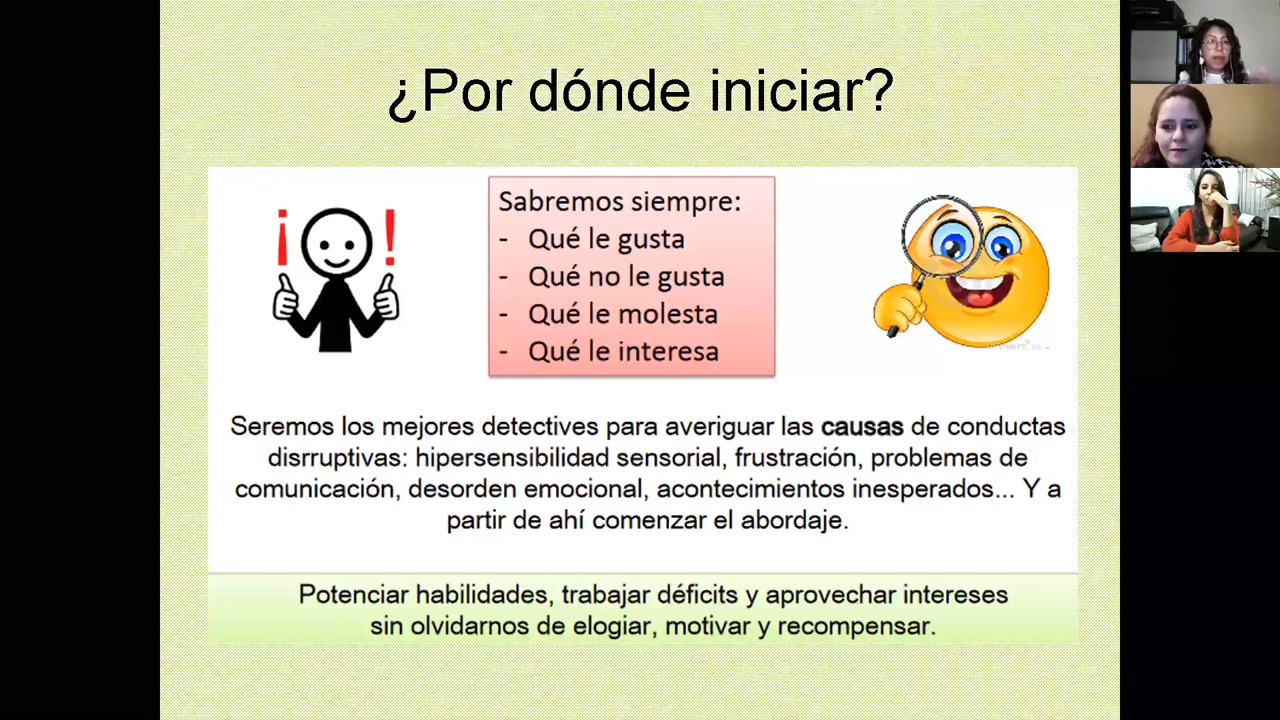 ¿Por dónde iniciar?
Sabremos siempre:
- Qué le gusta
- Qué no le gusta
- Qué le molesta
- Qué le interesa
Seremos los mejores detectives para averiguar las causas de conductas
disrruptivas: hipersensibilidad sensorial, frustración, problemas de
comunicación, desorden emocional, acontecimientos inesperados... Y a
partir de ahí comenzar el abordaje.
Potenciar habilidades, trabajar déficits y aprovechar intereses
sin olvidarnos de elogiar, motivar y recompensar.